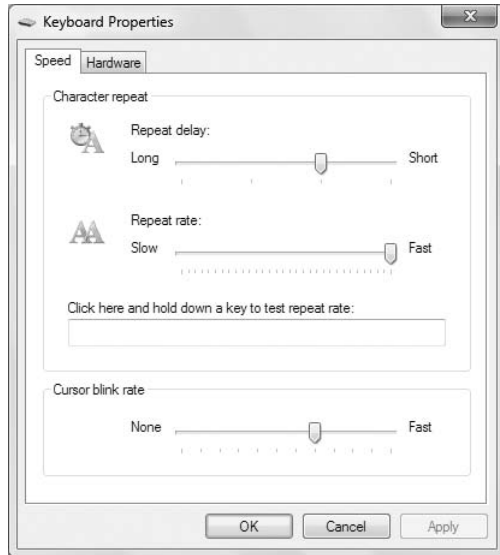 Keyboard Properties
Speed Hardware
Character repeat
Repeat delay:
Long Short
Repeat rate:
Slow Fast
Click here and hold down a key to test repeat rate:
Cursor blink rate
None Fast
OK Cancel Apply